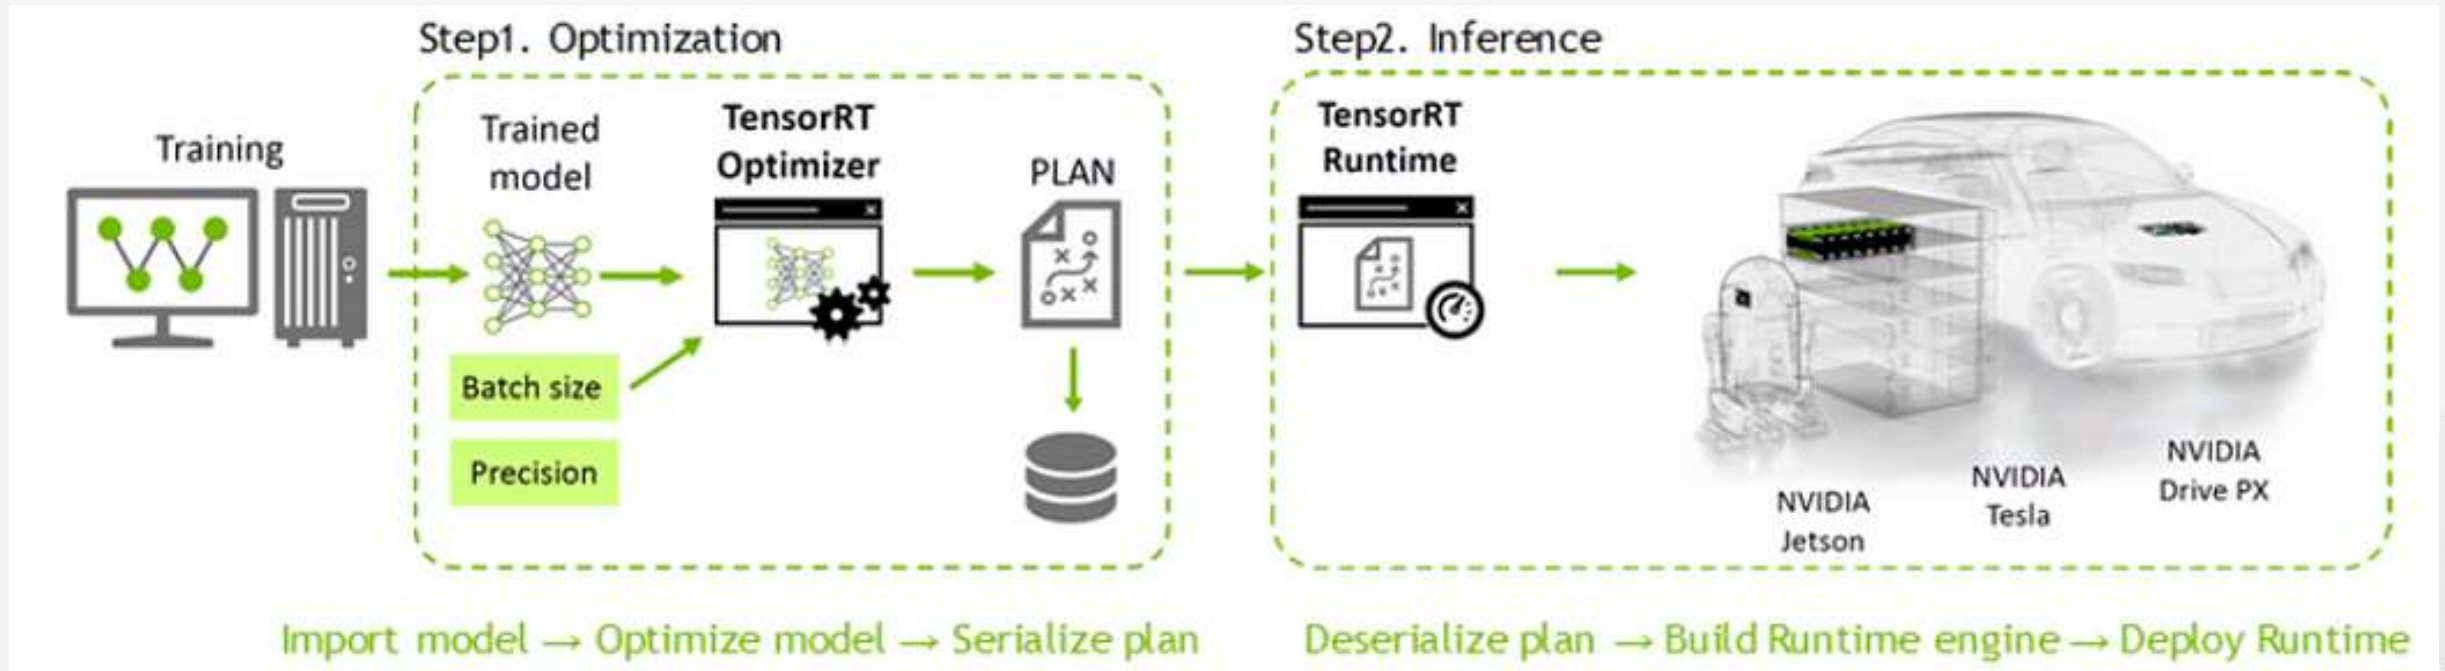 Step1. Optimization
Step2. Inference
Training
Trained
model
TensorRT
Optimizer
PLAN
Batch size
Precision
TensorRT
Runtime
NVIDIA
Jetson
NVIDIA
Tesla
NVIDIA
Drive PX
Import model → Optimize model → Serialize plan
Deserialize plan → Build Runtime engine → Deploy Runtime